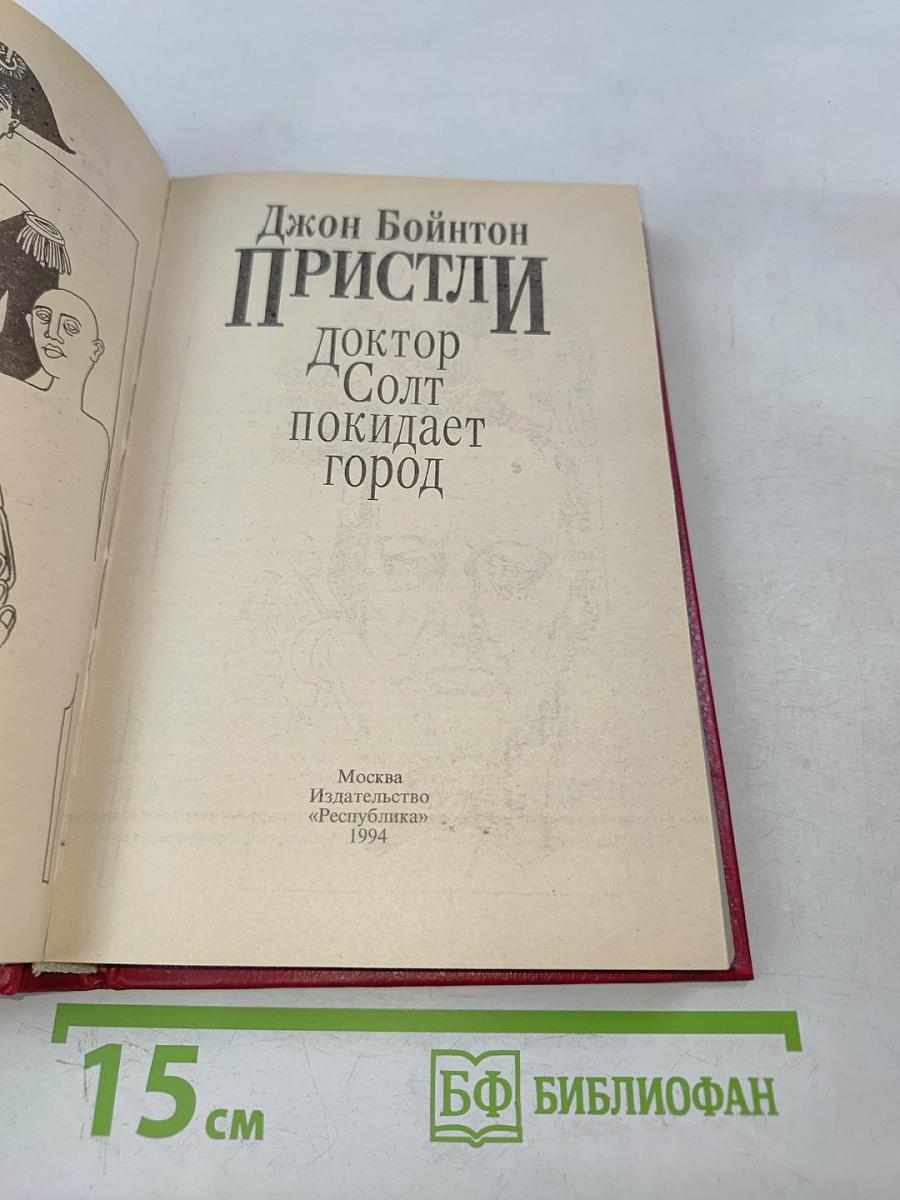 Джон Бойнтон
ПРИСТЛИ
Доктор
Солт
покидает
город
Москва
Издательство
«Республика»
1994
15 см
БФ БИБЛИОФАН